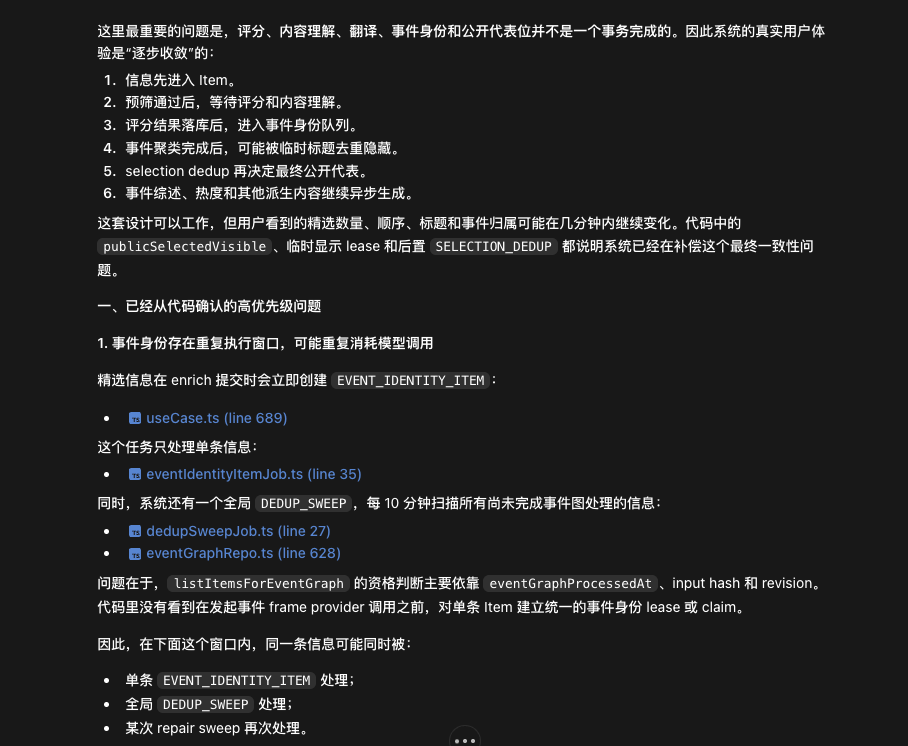 这里最重要的问题是，评分、内容理解、翻译、事件身份和公开代表位并不是一个事务完成的。因此系统的真实用户体
验是“逐步收敛”的：
1. 信息先进入 Item。
2. 预筛通过后，等待评分和内容理解。
3. 评分结果落库后，进入事件身份队列。
4. 事件聚类完成后，可能被临时标题去重隐藏。
5. selection dedup 再决定最终公开代表。
6. 事件综述、热度和其他派生内容继续异步生成。
这套设计可以工作，但用户看到的精选数量、顺序、标题和事件归属可能在几分钟内继续变化。代码中的
publicSelectedVisible、临时显示 lease 和后置 SELECTION_DEDUP 都说明系统已经在补偿这个最终一致性问
题。
一、已经从代码确认的高优先级问题
1. 事件身份存在重复执行窗口，可能重复消耗模型调用
精选信息在 enrich 提交时会立即创建 EVENT_IDENTITY_ITEM：
• TS useCase.ts (line 689)
这个任务只处理单条信息：
• TS eventIdentityItemJob.ts (line 35)
同时，系统还有一个全局 DEDUP_SWEEP，每 10 分钟扫描所有尚未完成事件图处理的信息：
• TS dedupSweepJob.ts (line 27)
• TS eventGraphRepo.ts (line 628)
问题在于，listItemsForEventGraph 的资格判断主要依靠 eventGraphProcessedAt、input hash 和 revision。
代码里没有看到在发起事件 frame provider 调用之前，对单条 Item 建立统一的事件身份 lease 或 claim。
因此，在下面这个窗口内，同一条信息可能同时被：
• 单条 EVENT_IDENTITY_ITEM 处理；
• 全局 DEDUP_SWEEP 处理；
• 某次 repair sweep 再次处理。